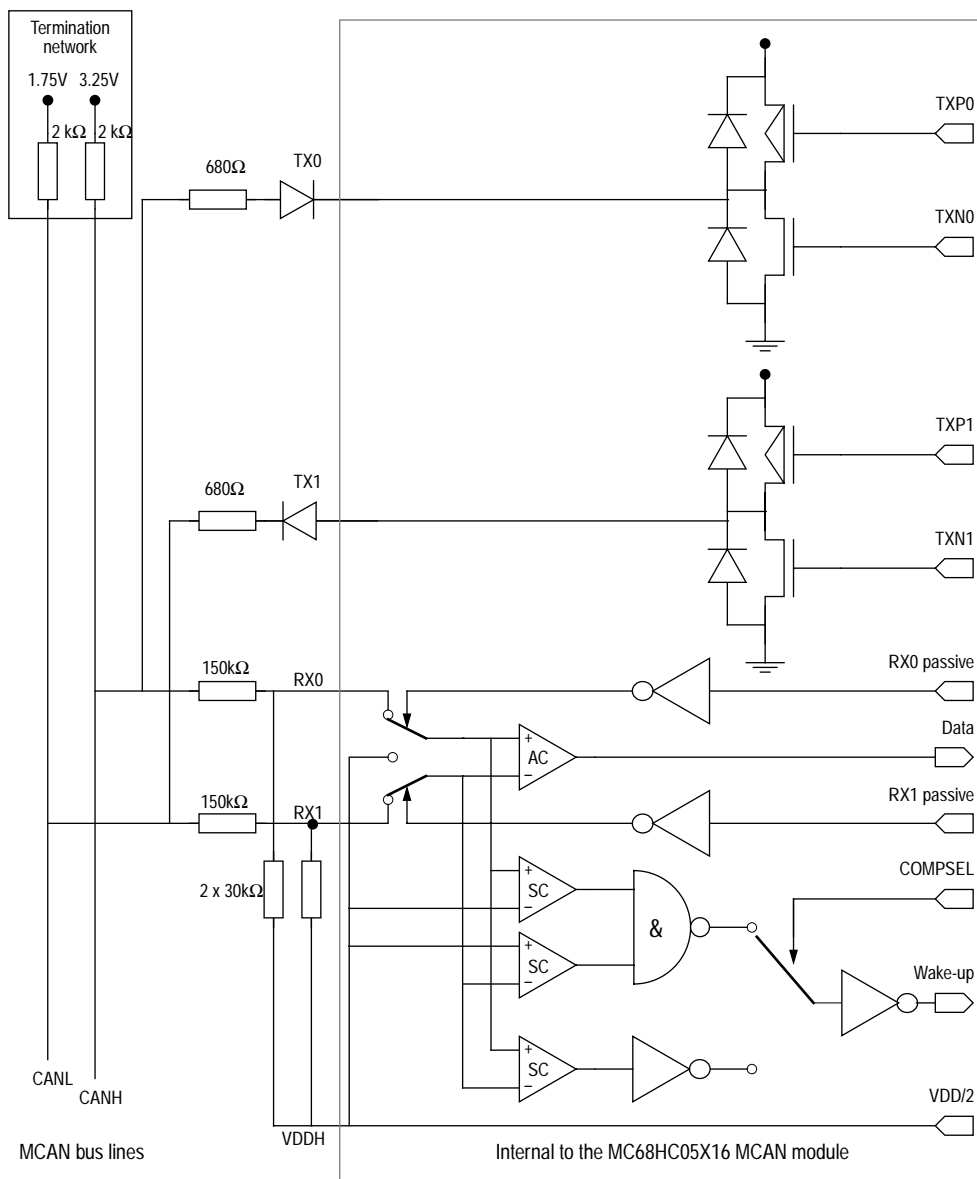 Termination
network
1.75V 3.25V
2 kΩ 2 kΩ
TXP0
680Ω
TX0
TXN0
TXP1
680Ω
TX1
TXN1
150kΩ
RX0
RX0 passive
+
AC
−
Data
150kΩ
RX1
RX1 passive
2 x 30kΩ
+
SC
−
COMPSEL
&
+
SC
−
Wake-up
+
SC
−
CANL
CANH
VDD/2
VDDH
MCAN bus lines
Internal to the MC68HC05X16 MCAN module